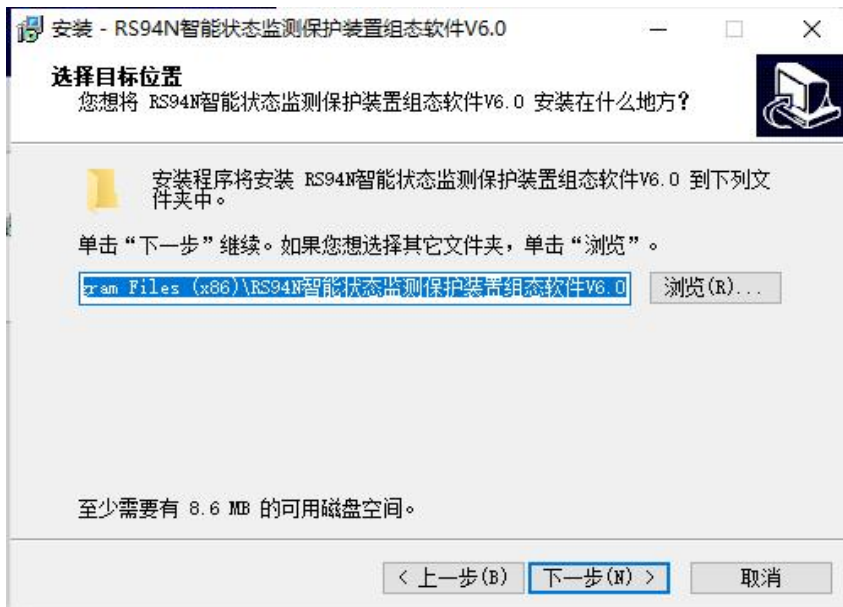 安装 - RS94N智能状态监测保护装置组态软件V6.0
选择目标位置
您想将 RS94N智能状态监测保护装置组态软件V6.0 安装在什么地方?
安装程序将安装 RS94N智能状态监测保护装置组态软件V6.0 到下列文
件夹中。
单击“下一步”继续。如果您想选择其它文件夹，单击“浏览”。
gram Files (x86)\RS94N智能状态监测保护装置组态软件V6.0
浏览(R)...
至少需要有 8.6 MB 的可用磁盘空间。
< 上一步(B)
下一步(N) >
取消